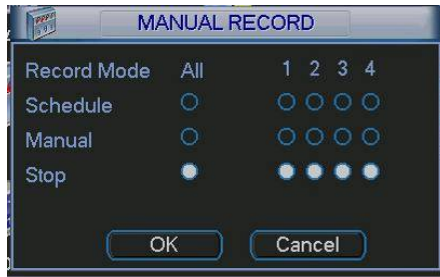 MANUAL RECORD
Record Mode All 1 2 3 4
Schedule
Manual
Stop
OK Cancel